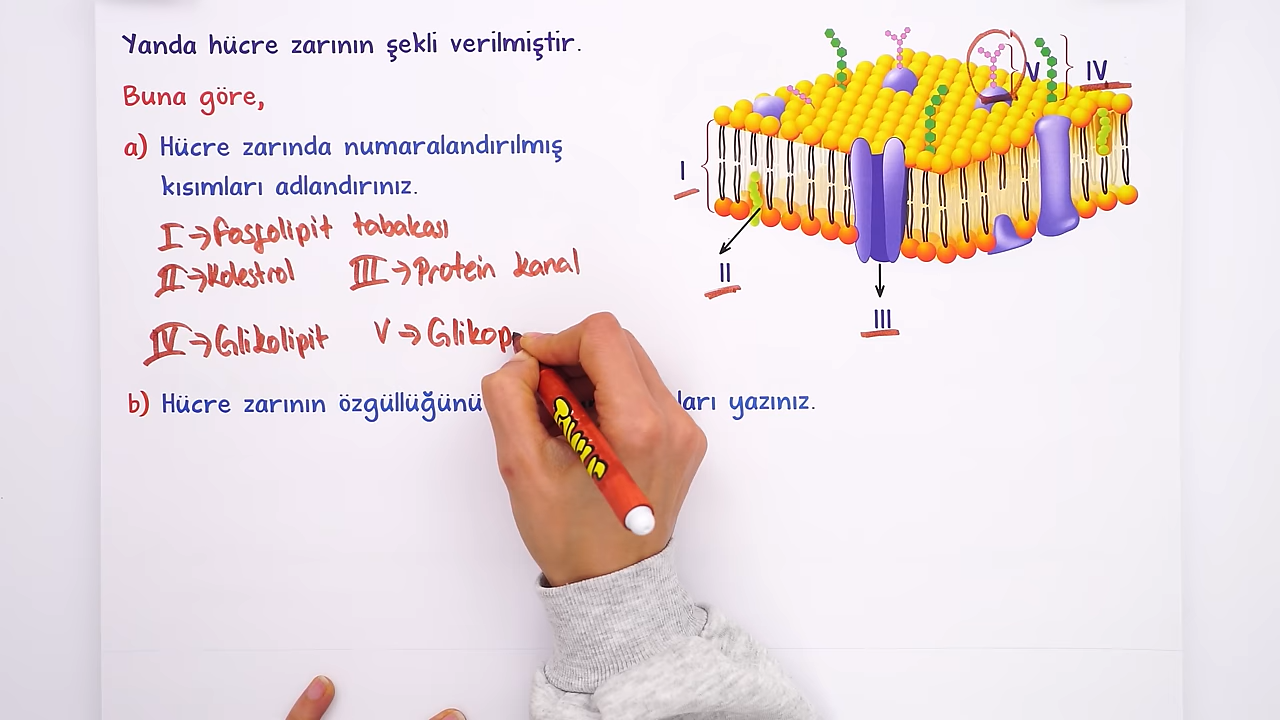 Yanda hücre zarının şekli verilmiştir.
Buna göre,
a) Hücre zarında numaralandırılmış
kısımları adlandırınız.
I → Fosfolipit tabakası
II → Kolestrol III → Protein kanal
IV → Glikolipit V → Glikop
b) Hücre zarının özgüllüğünü ları yazınız.
V
IV
I
II
III